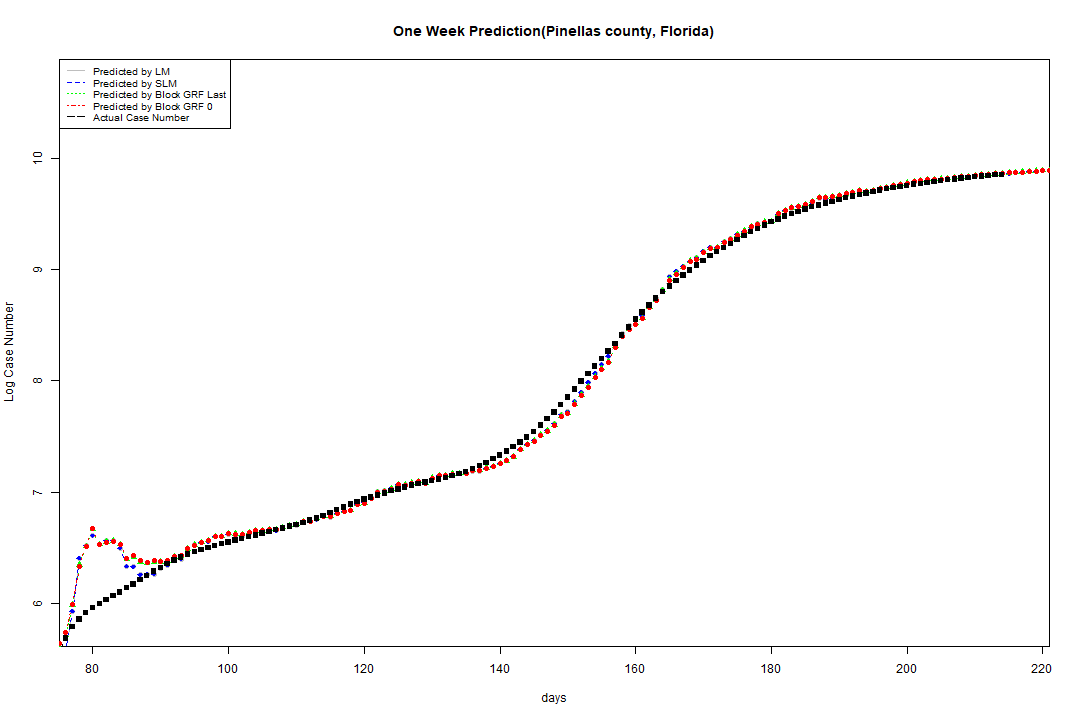 One Week Prediction(Pinellas county, Florida)
Predicted by LM
Predicted by SLM
Predicted by Block GRF Last
Predicted by Block GRF 0
Actual Case Number
10
9
8
7
6
Log Case Number
80 100 120 140 160 180 200 220
days